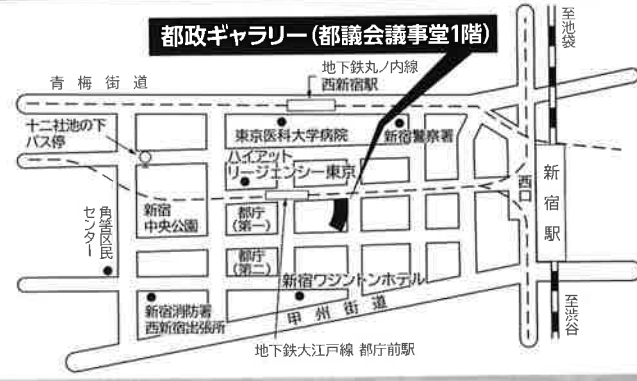 都政ギャラリー(都議会議事堂1階)
至池袋
地下鉄丸ノ内線
西新宿駅
青梅街道
十二社池の下
バス停
東京医科大学病院
新宿警察署
ハイアット
リージェンシー東京
西口
新宿駅
新宿
中央公園
都庁
(第一)
角筈区民
センター
都庁
(第二)
新宿ワシントンホテル
新宿消防署
西新宿出張所
甲州街道
至渋谷
地下鉄大江戸線 都庁前駅